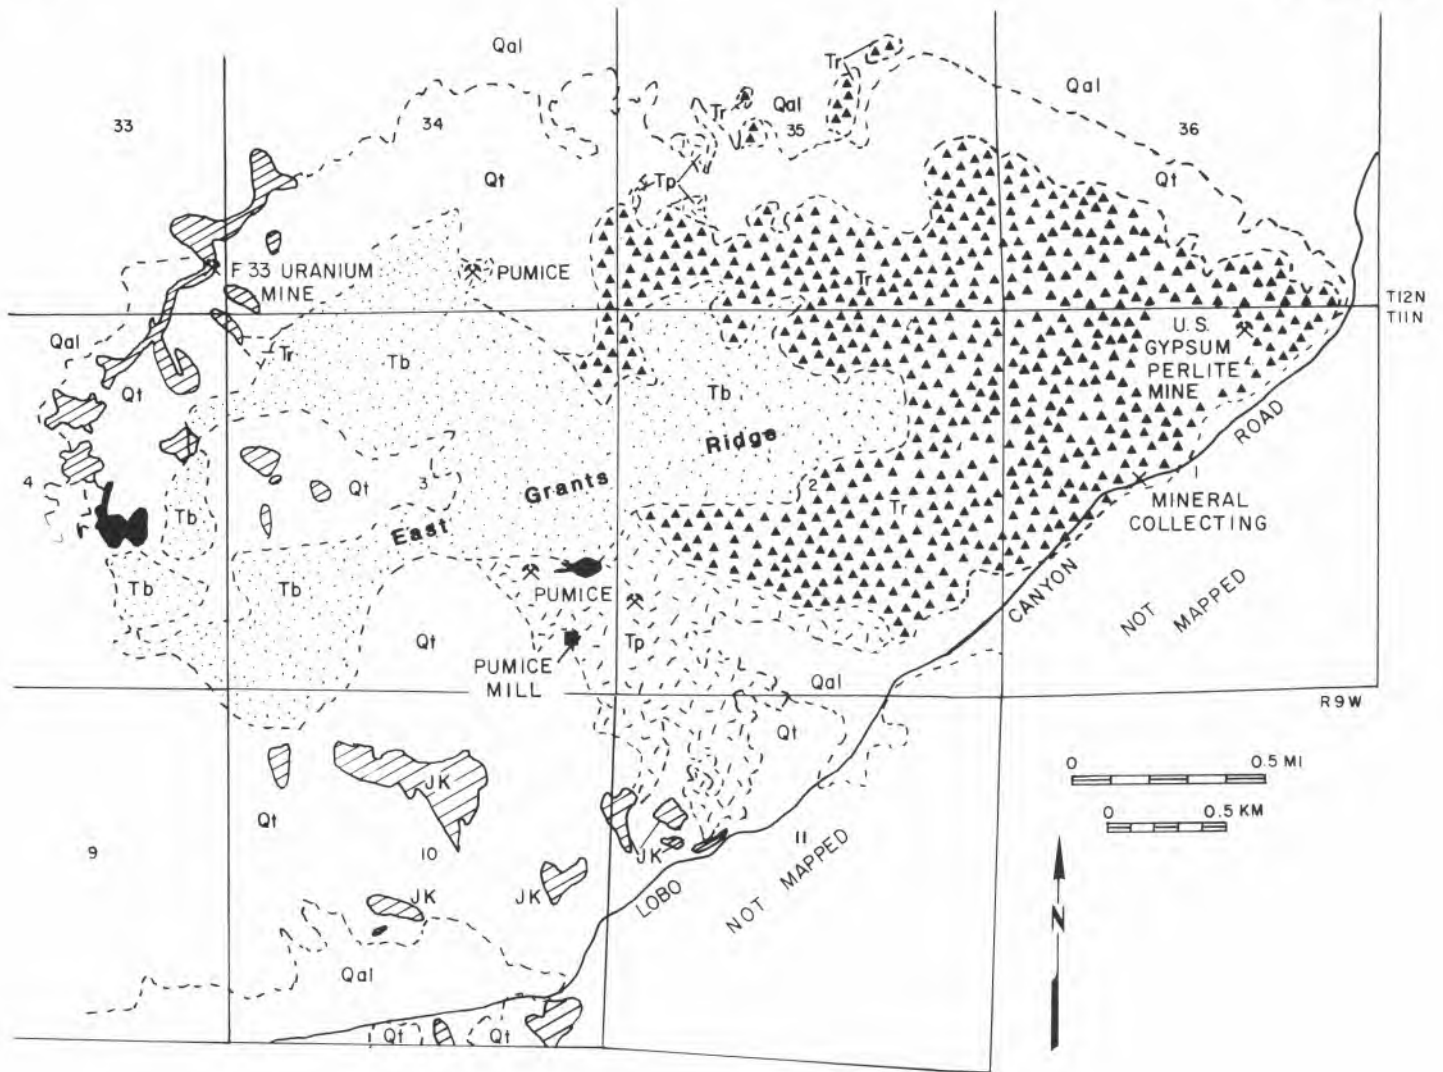 Qal
Tr
Qal
33
34
Tr
Qal
35
36
Qt
Tp
Qt
F 33 URANIUM
MINE
PUMICE
Tr
T12N
T11N
U.S.
GYPSUM
PERLITE
MINE
Qal
Tr
Tb
Tb
Qt
Ridge
ROAD
4
Tb
Qt
3
Grants
2
Tr
1
MINERAL
COLLECTING
East
Tb
Tb
PUMICE
CANYON
NOT MAPPED
Qt
Tp
PUMICE
MILL
Qal
R9W
Qt
0 0.5 MI
0 0.5 KM
JK
Qt
9
10
11
JK
JK
LOBO
NOT MAPPED
N
Qal
Qt
Qt